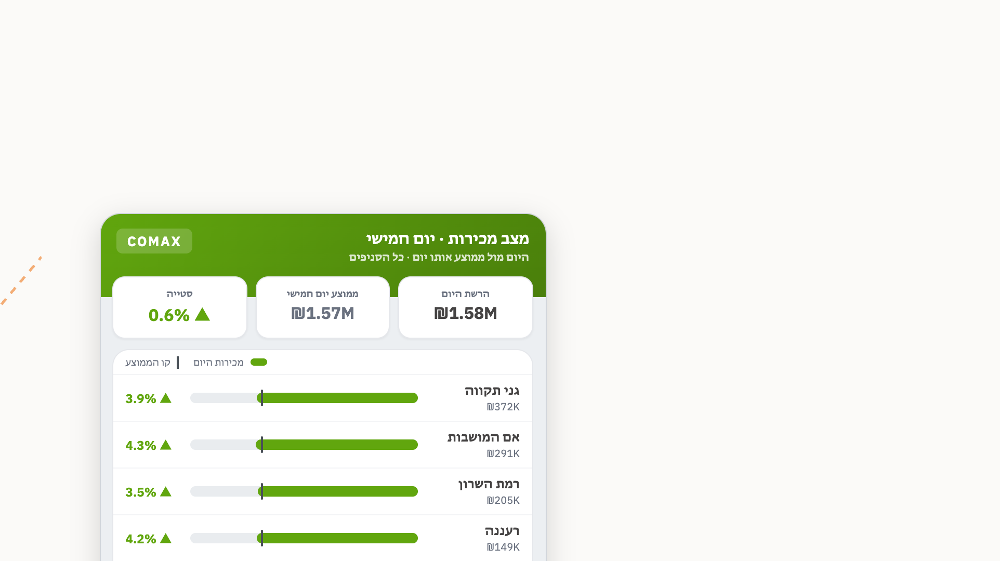 מצב מכירות · יום חמישי
COMAX
היום מול ממוצע אותו יום · כל הסניפים
הרשת היום
₪1.58M
ממוצע יום חמישי
₪1.57M
סטייה
▲ 0.6%
מכירות היום
קו הממוצע
גני תקווה
₪372K
▲ 3.9%
אם המושבות
₪291K
▲ 4.3%
רמת השרון
₪205K
▲ 3.5%
רעננה
₪149K
▲ 4.2%